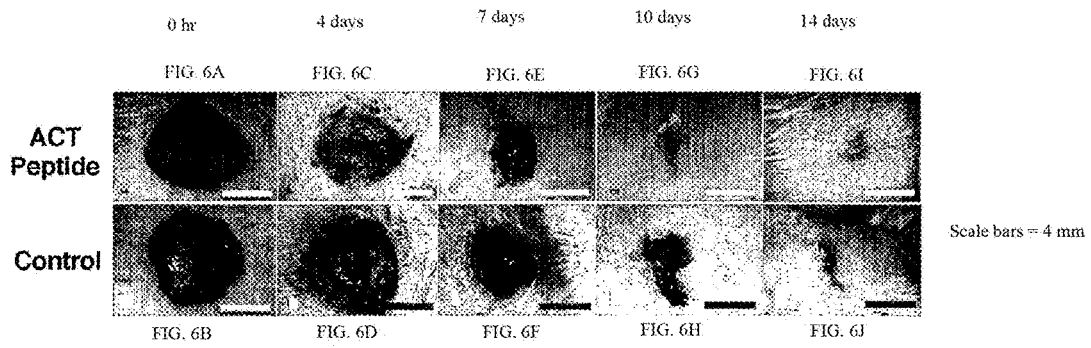 0 hr 4 days 7 days 10 days 14 days
FIG. 6A FIG. 6C FIG. 6E FIG. 6G FIG. 6I
ACT
Peptide
Control
Scale bars = 4 mm
FIG. 6B FIG. 6D FIG. 6F FIG. 6H FIG. 6J